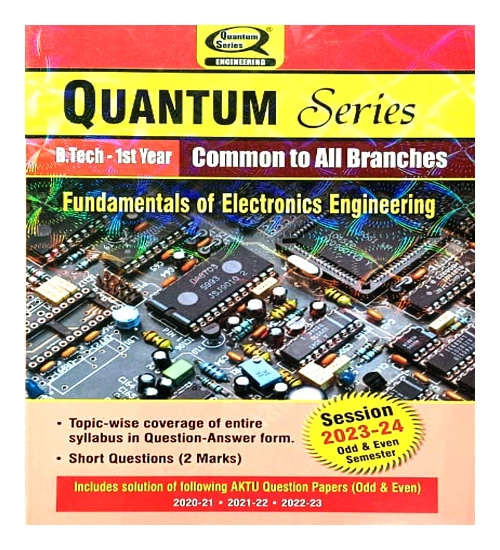 Quantum
Series
®
ENGINEERING
QUANTUM Series
B.Tech - 1st Year Common to All Branches
Fundamentals of Electronics Engineering
5993
• Topic-wise coverage of entire
syllabus in Question-Answer form.
• Short Questions (2 Marks)
Session
2023-24
Odd & Even
Semester
Includes solution of following AKTU Question Papers (Odd & Even)
2020-21 • 2021-22 • 2022-23